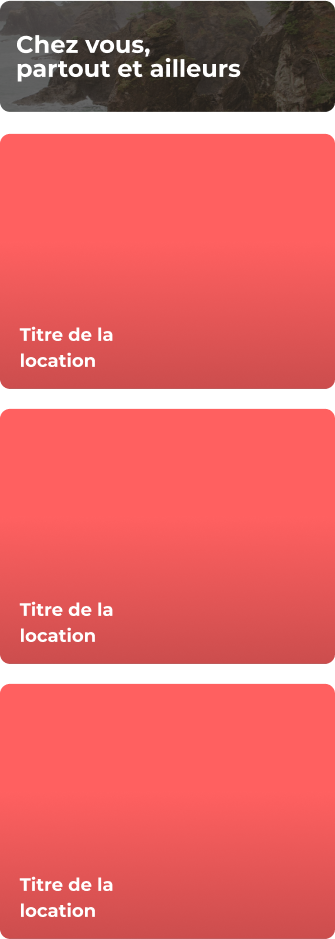 Chez vous,
partout et ailleurs
Titre de la
location
Titre de la
location
Titre de la
location